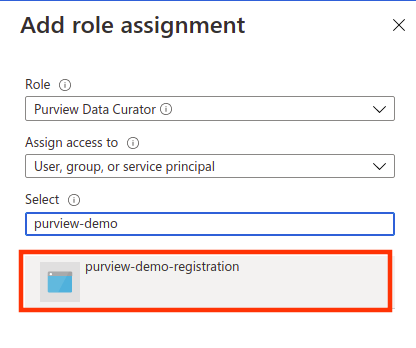 Add role assignment
Role
Purview Data Curator
Assign access to
User, group, or service principal
Select
purview-demo
purview-demo-registration